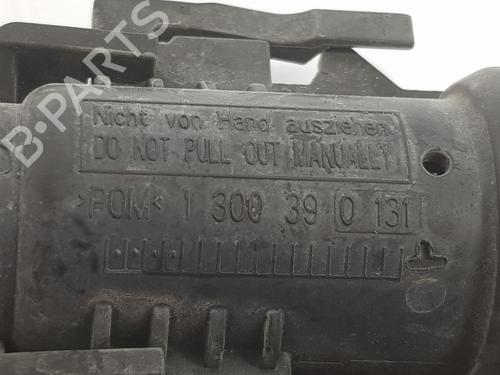 B-PARTS
Nicht von Hand ausziehen
DO NOT PULL OUT MANUALLY
>POM< 1 300 39 0 131